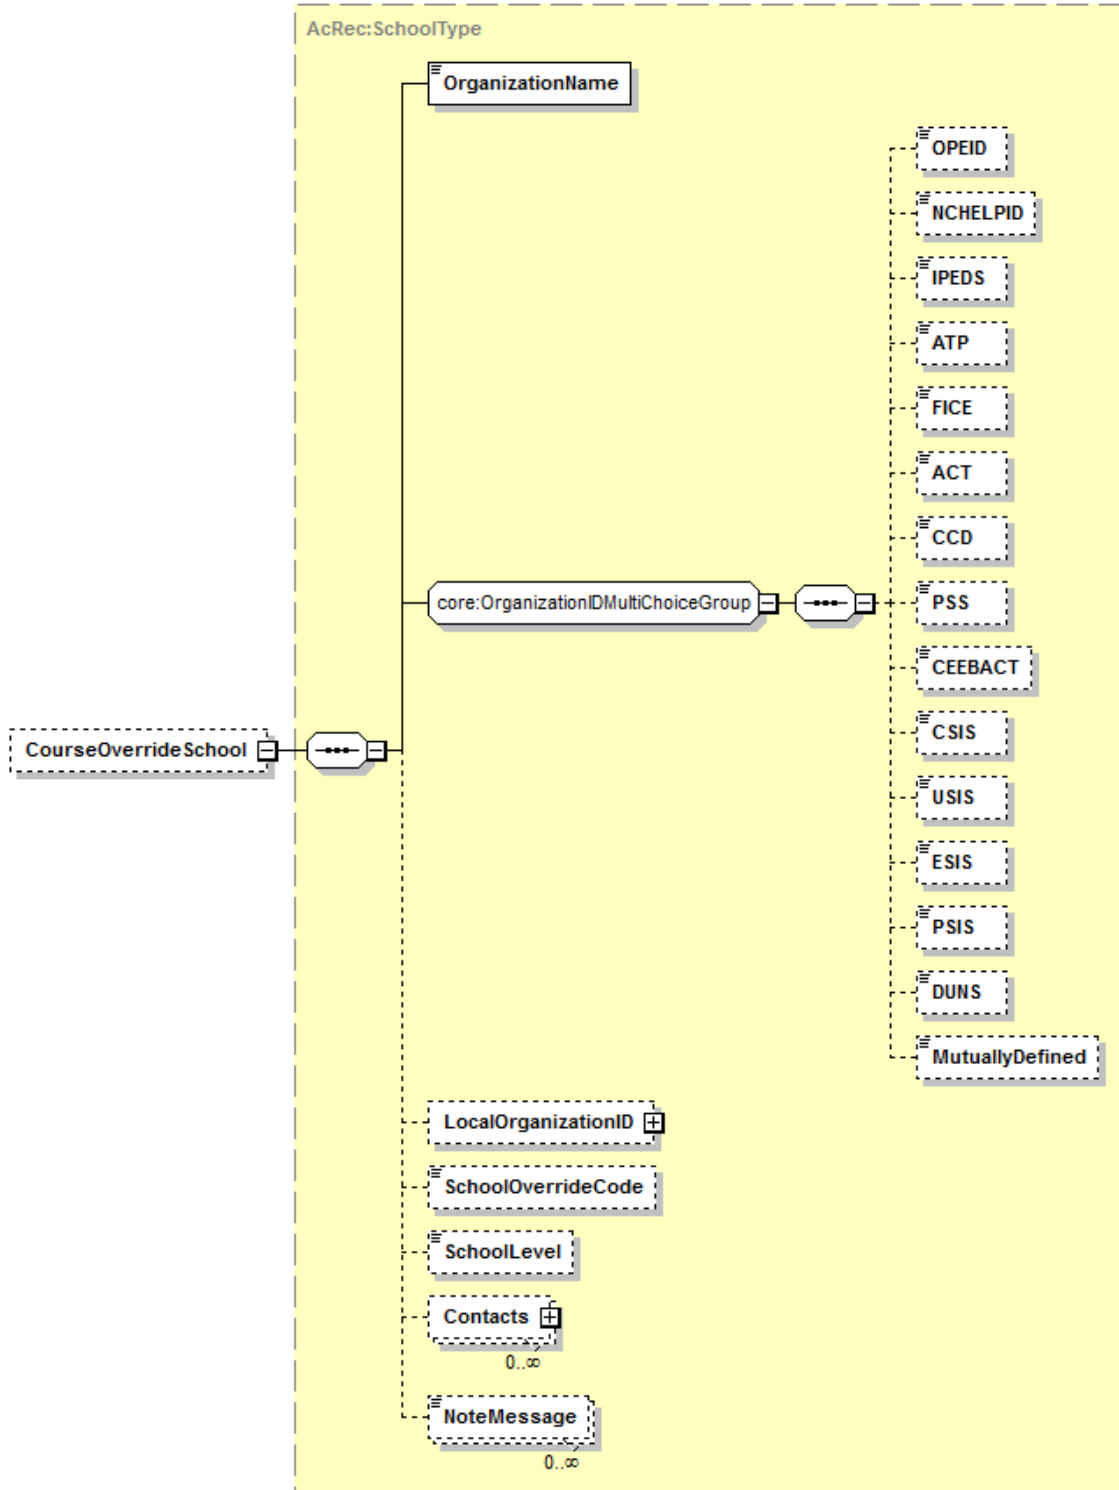 AcRec:SchoolType
OrganizationName
OPEID
NCHELPID
IPEDS
ATP
FICE
ACT
CCD
core:OrganizationIDMultiChoiceGroup
PSS
CEEBACT
CSIS
CourseOverrideSchool
USIS
ESIS
PSIS
DUNS
MutuallyDefined
LocalOrganizationID
SchoolOverrideCode
SchoolLevel
Contacts
0..∞
NoteMessage
0..∞